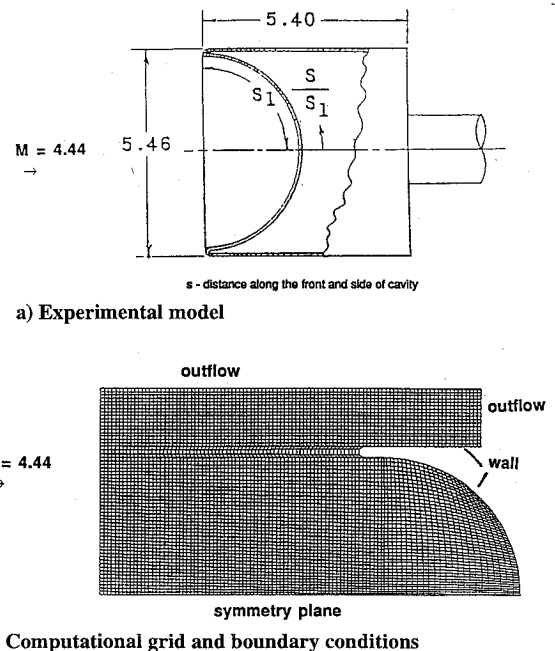 5.40
S1
S
S1
M = 4.44
→
5.46
s - distance along the front and side of cavity
a) Experimental model
outflow
outflow
= 4.44
→
wall
symmetry plane
Computational grid and boundary conditions